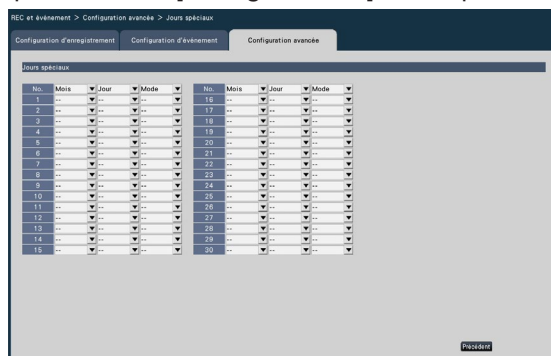 REC et événement > Configuration avancée > Jours spéciaux
Configuration d'enregistrement Configuration d'événement Configuration avancée
Jours spéciaux
No. Mois Jour Mode No. Mois Jour Mode
1 -- -- -- 16 -- -- --
2 -- -- -- 17 -- -- --
3 -- -- -- 18 -- -- --
4 -- -- -- 19 -- -- --
5 -- -- -- 20 -- -- --
6 -- -- -- 21 -- -- --
7 -- -- -- 22 -- -- --
8 -- -- -- 23 -- -- --
9 -- -- -- 24 -- -- --
10 -- -- -- 25 -- -- --
11 -- -- -- 26 -- -- --
12 -- -- -- 27 -- -- --
13 -- -- -- 28 -- -- --
14 -- -- -- 29 -- -- --
15 -- -- -- 30 -- -- --
Précédent